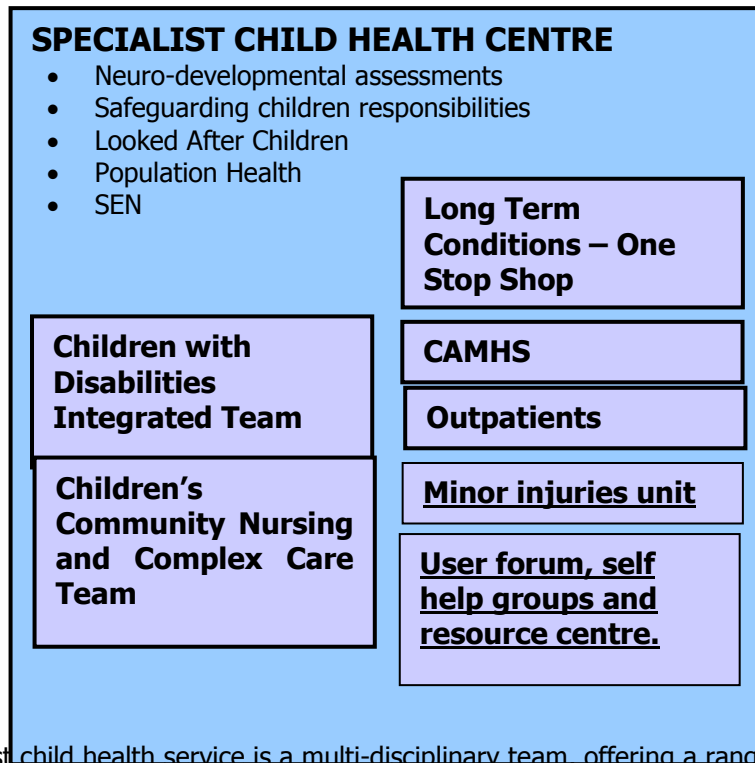 SPECIALIST CHILD HEALTH CENTRE
• Neuro-developmental assessments
• Safeguarding children responsibilities
• Looked After Children
• Population Health
• SEN
Long Term
Conditions – One
Stop Shop
Children with
Disabilities
Integrated Team
CAMHS
Outpatients
Children’s
Community Nursing
and Complex Care
Team
Minor injuries unit
User forum, self
help groups and
resource centre.
child health service is a multi-disciplinary team, offering a